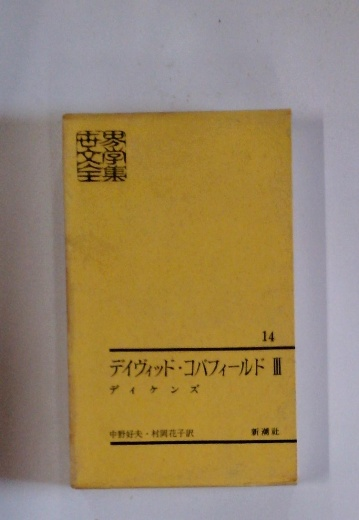 世界
文学
全集
14
デイヴィッド・コパフィールド Ⅲ
ディケンズ
中野好夫・村岡花子訳
新潮社